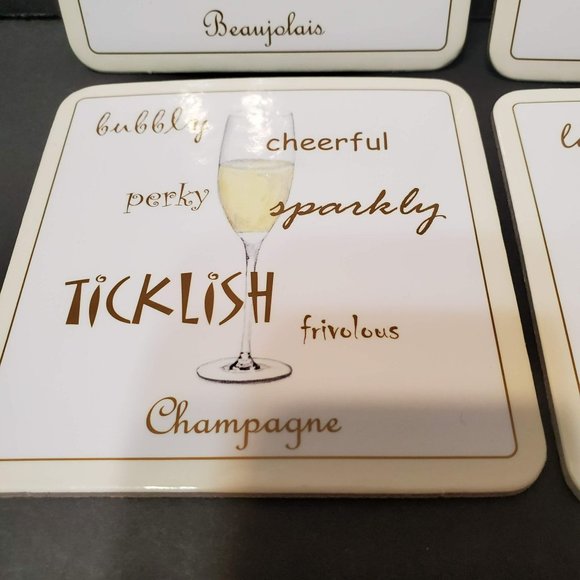 Beaujolais
bubbly
cheerful
perky
sparkly
TiCKLiSH
frivolous
Champagne